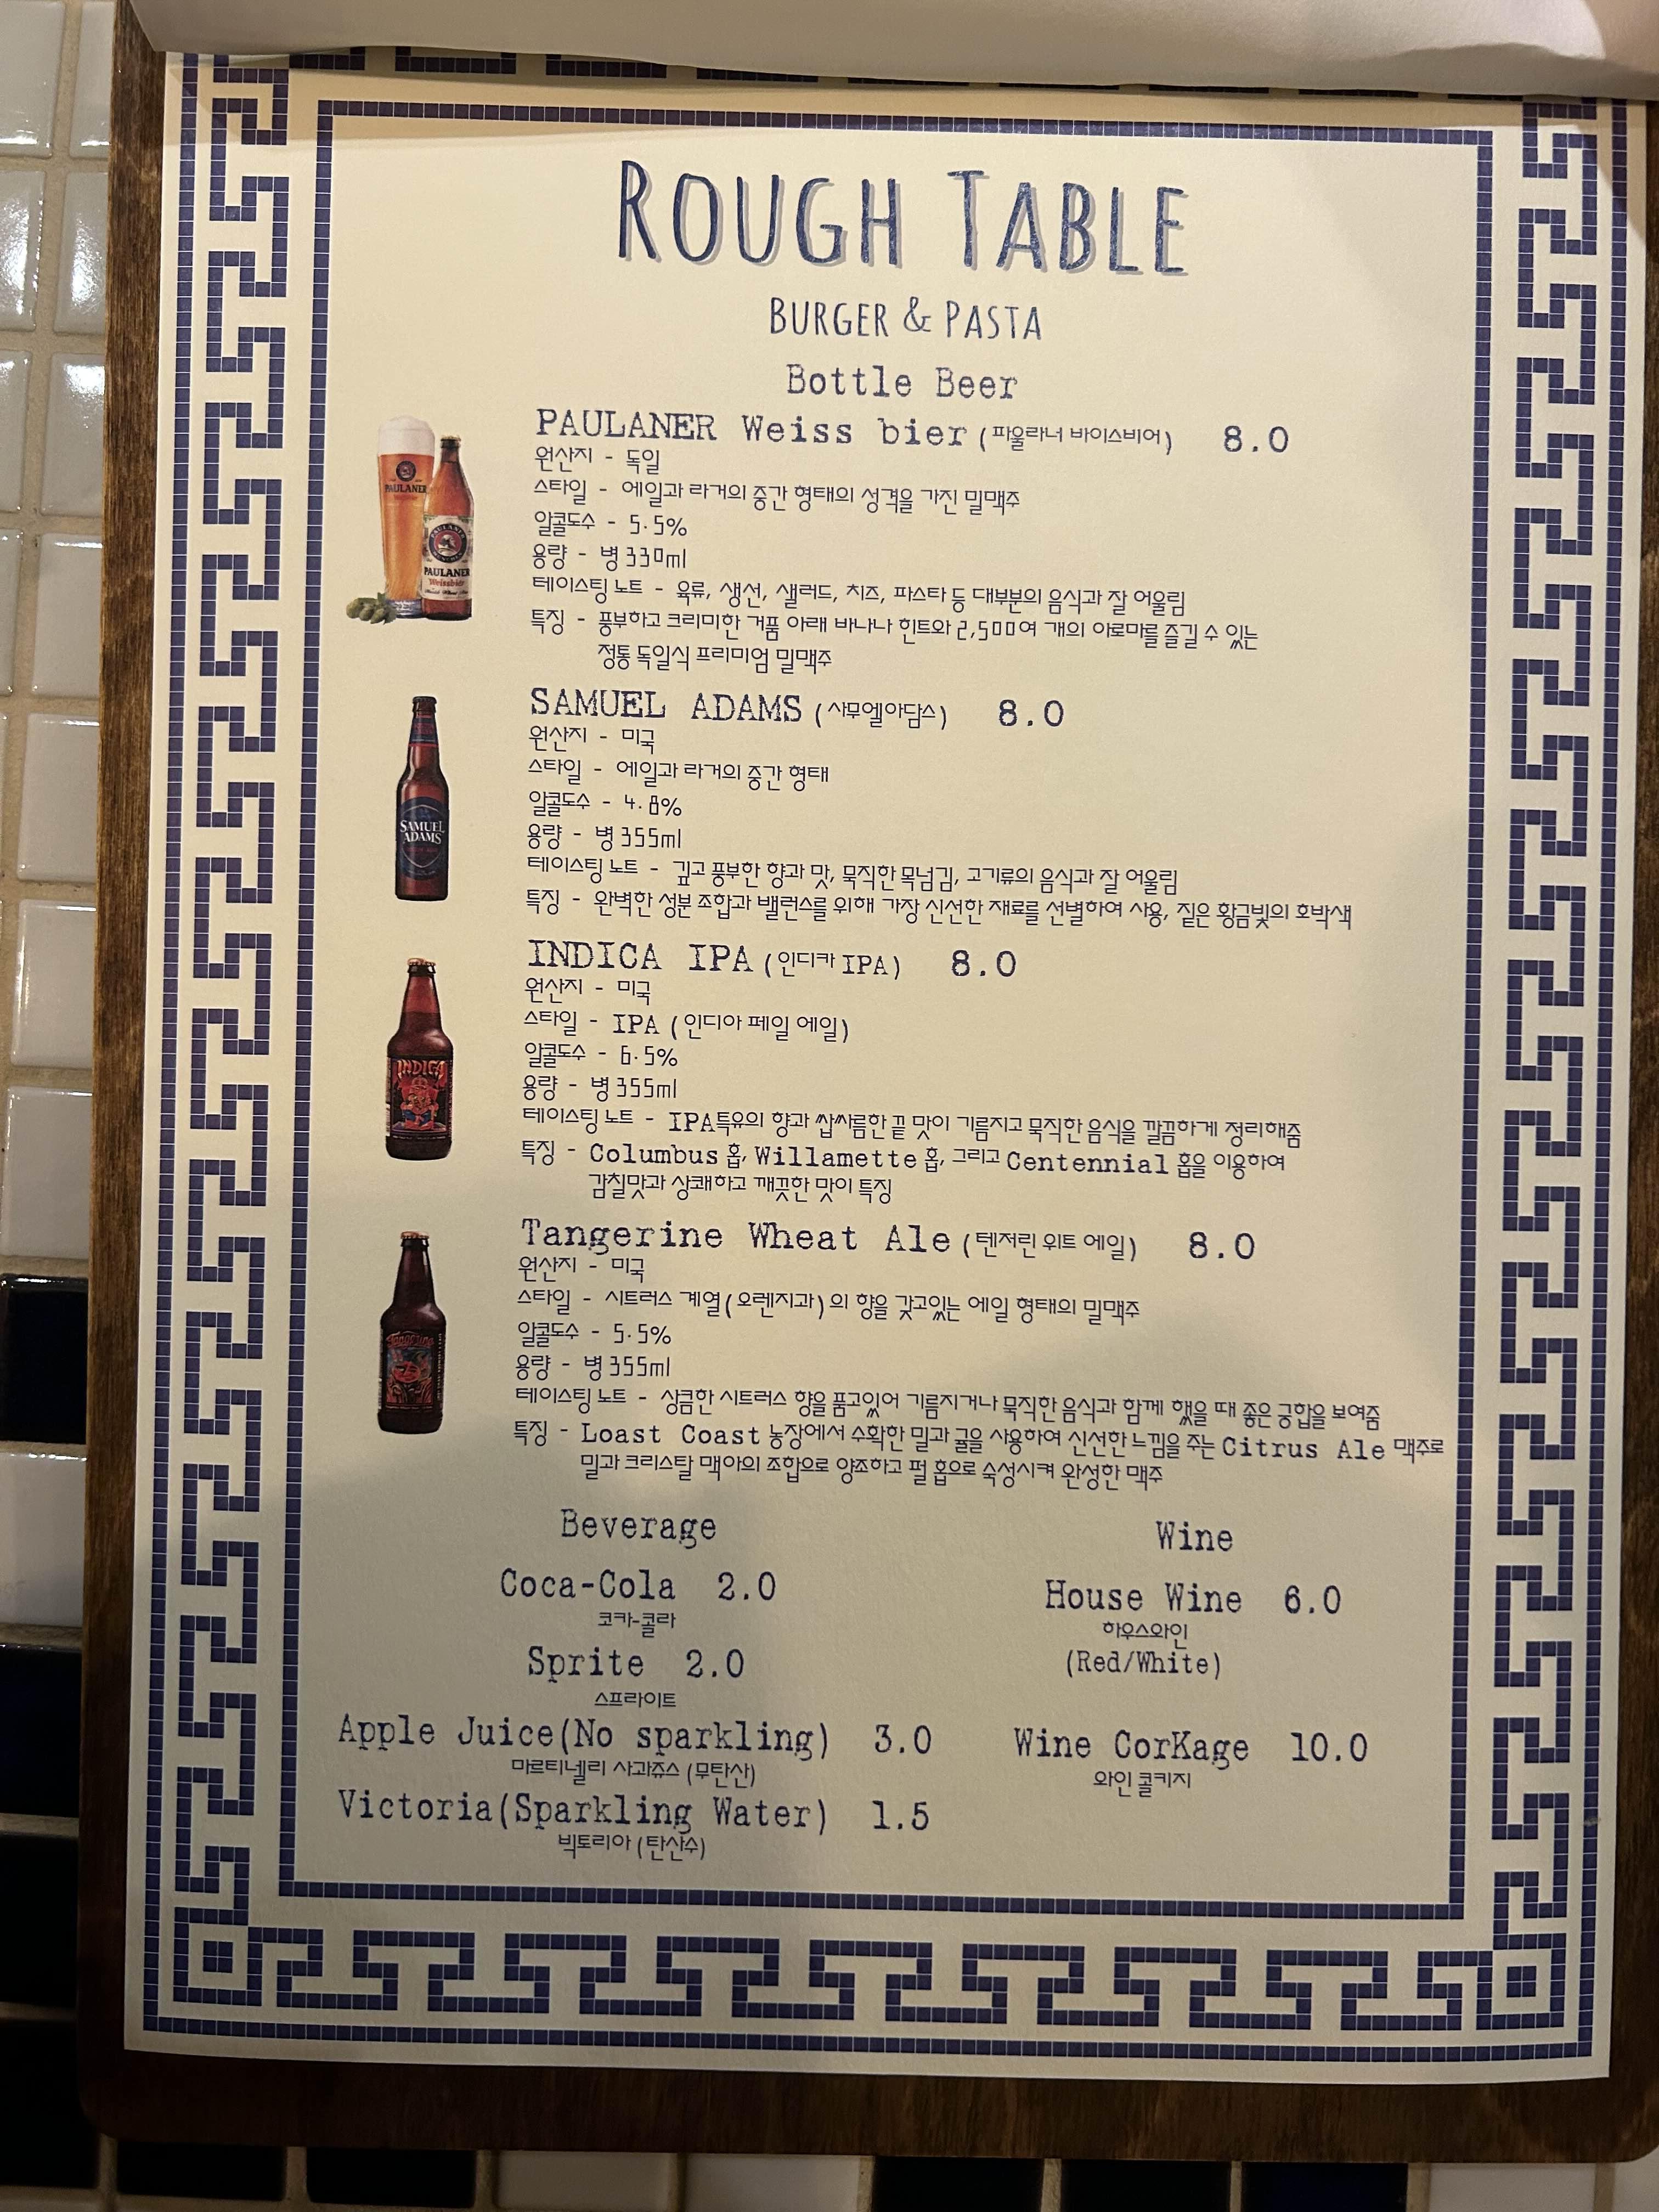 ROUGH TABLE
BURGER & PASTA
Bottle Beer
PAULANER Weiss bier (파울라너 바이스비어) 8.0
원산지 - 독일
스타일 - 에일과 라거의 중간 형태의 성격을 가진 밀맥주
알콜도수 - 5.5%
용량 - 병 330ml
테이스팅 노트 - 육류, 생선, 샐러드, 치즈, 파스타 등 대부분의 음식과 잘 어울림
특징 - 풍부하고 크리미한 거품 아래 바나나 힌트와 2,500여 개의 아로마를 즐길 수 있는
정통 독일식 프리미엄 밀맥주
PAULANER
PAULANER
Weissbier
SAMUEL ADAMS (사무엘아담스) 8.0
원산지 - 미국
스타일 - 에일과 라거의 중간 형태
알콜도수 - 4.8%
용량 - 병 355ml
테이스팅 노트 - 깊고 풍부한 향과 맛, 묵직한 목넘김, 고기류의 음식과 잘 어울림
특징 - 완벽한 성분 조합과 밸런스를 위해 가장 신선한 재료를 선별하여 사용, 짙은 황금빛의 호박색
SAMUEL
ADAMS
INDICA IPA (인디카 IPA) 8.0
원산지 - 미국
스타일 - IPA (인디아 페일 에일)
알콜도수 - 6.5%
용량 - 병 355ml
테이스팅 노트 - IPA특유의 향과 쌉싸름한 끝 맛이 기름지고 묵직한 음식을 깔끔하게 정리해줌
특징 - Columbus 홉, Willamette 홉, 그리고 Centennial 홉을 이용하여
감칠맛과 상쾌하고 깨끗한 맛이 특징
INDICA
Tangerine Wheat Ale (텐저린 위트 에일) 8.0
원산지 - 미국
스타일 - 시트러스 계열(오렌지과)의 향을 갖고있는 에일 형태의 밀맥주
알콜도수 - 5.5%
용량 - 병 355ml
테이스팅 노트 - 상큼한 시트러스 향을 품고있어 기름지거나 묵직한 음식과 함께 했을 때 좋은 궁합을 보여줌
특징 - Loast Coast 농장에서 수확한 밀과 귤을 사용하여 신선한 느낌을 주는 Citrus Ale 맥주로
밀과 크리스탈 맥아의 조합으로 양조하고 펄 홉으로 숙성시켜 완성한 맥주
Tangerine
Beverage
Coca-Cola 2.0
코카-콜라
Sprite 2.0
스프라이트
Apple Juice(No sparkling) 3.0
마르티넬리 사과쥬스 (무탄산)
Victoria(Sparkling Water) 1.5
빅토리아 (탄산수)
Wine
House Wine 6.0
하우스와인
(Red/White)
Wine CorKage 10.0
와인 콜키지